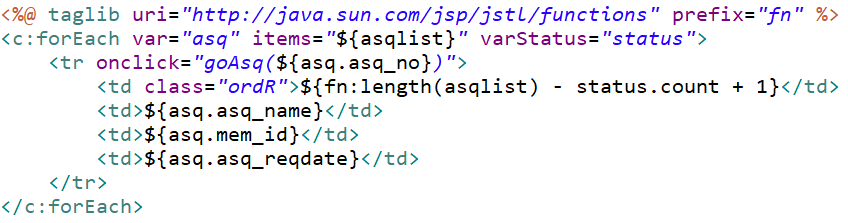 <%@ taglib uri="http://java.sun.com/jsp/jstl/functions" prefix="fn" %>
<c:forEach var="asq" items="${asqlist}" varStatus="status">
    <tr onclick="goAsq(${asq.asq_no})">
        <td class="ordR">${fn:length(asqlist) - status.count + 1}</td>
        <td>${asq.asq_name}</td>
        <td>${asq.mem_id}</td>
        <td>${asq.asq_reqdate}</td>
    </tr>
</c:forEach>